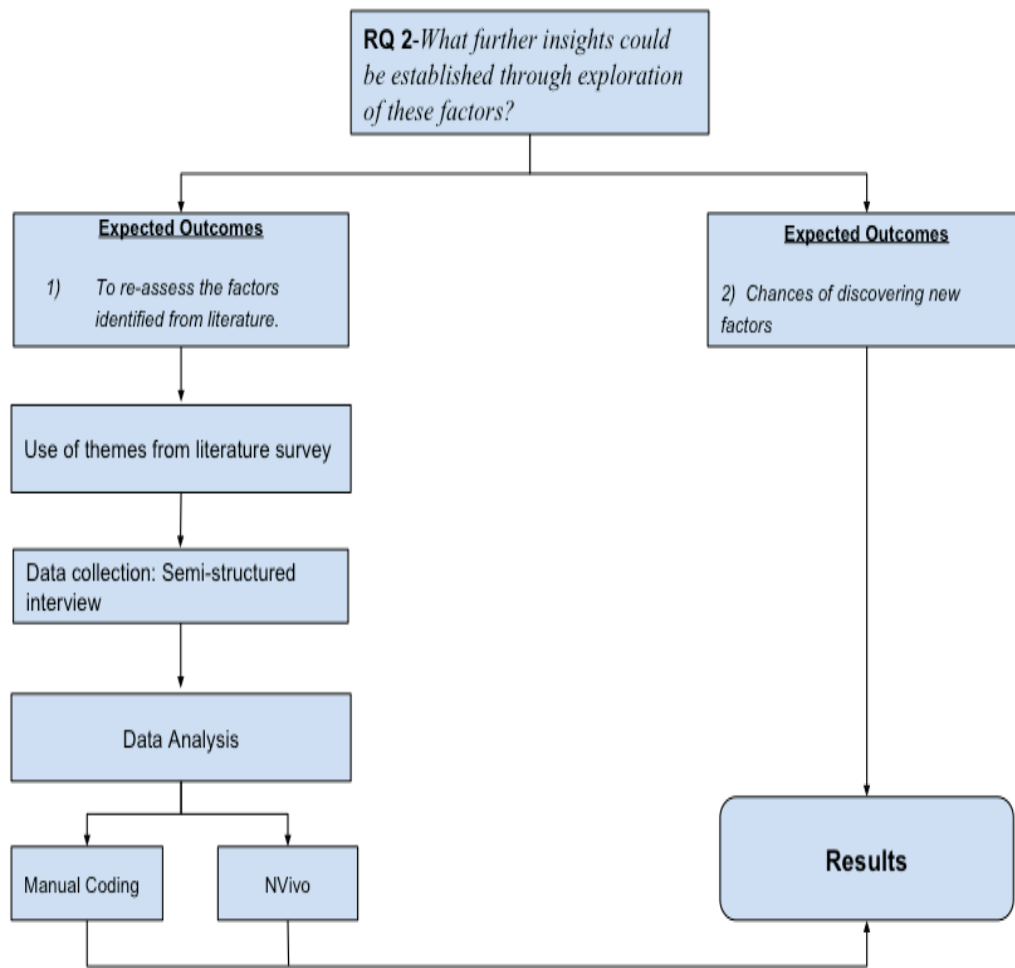 RQ 2-What further insights could
be established through exploration
of these factors?
Expected Outcomes
1) To re-assess the factors
identified from literature.
Expected Outcomes
2) Chances of discovering new
factors
Use of themes from literature survey
Data collection: Semi-structured
interview
Data Analysis
Manual Coding
NVivo
Results